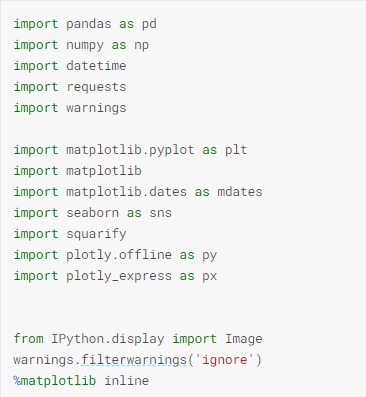 import pandas as pd
import numpy as np
import datetime
import requests
import warnings
import matplotlib.pyplot as plt
import matplotlib
import matplotlib.dates as mdates
import seaborn as sns
import squarify
import plotly.offline as py
import plotly_express as px
from IPython.display import Image
warnings.filterwarnings('ignore')
%matplotlib inline